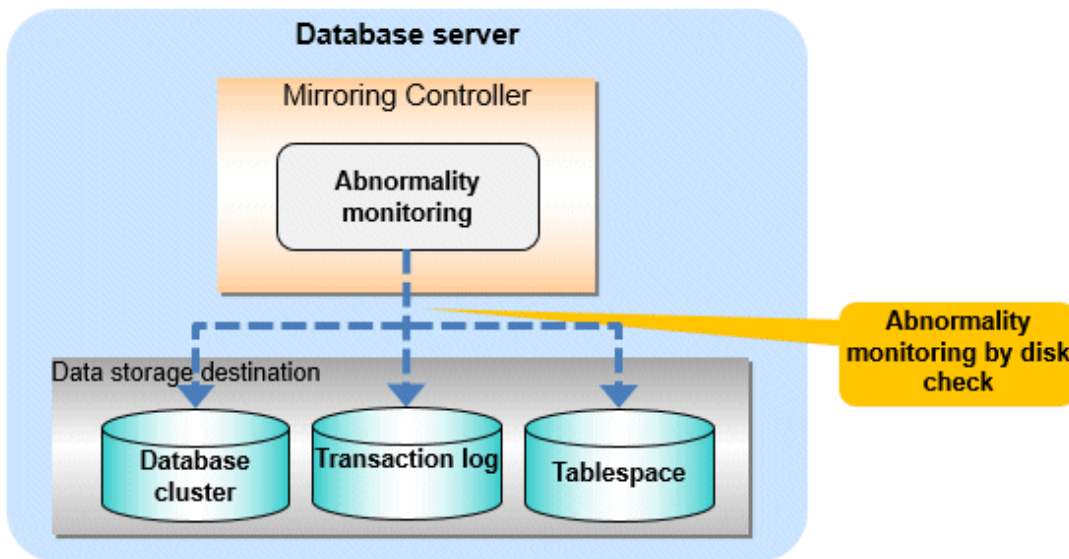 Database server
Mirroring Controller
Abnormality
monitoring
Abnormality
monitoring by disk
check
Data storage destination
Database
cluster
Transaction log
Tablespace